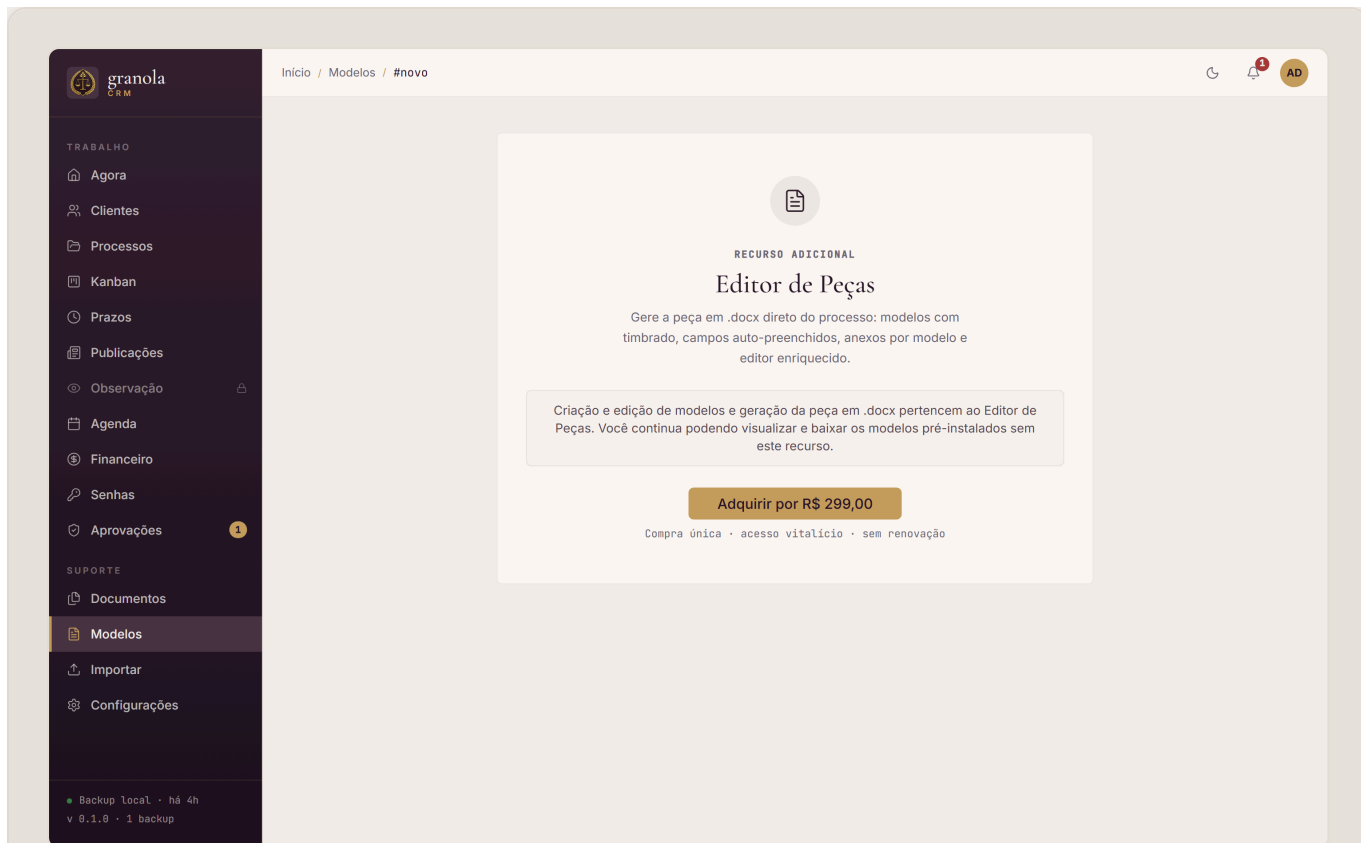 granola
CRM
Início / Modelos / #novo
1
AD
TRABALHO
Agora
Clientes
Processos
Kanban
Prazos
Publicações
Observação
Agenda
Financeiro
Senhas
Aprovações 1
SUPORTE
Documentos
Modelos
Importar
Configurações
Backup local · há 4h
v 0.1.0 · 1 backup
RECURSO ADICIONAL
Editor de Peças
Gere a peça em .docx direto do processo: modelos com
timbrado, campos auto-preenchidos, anexos por modelo e
editor enriquecido.
Criação e edição de modelos e geração da peça em .docx pertencem ao Editor de
Peças. Você continua podendo visualizar e baixar os modelos pré-instalados sem
este recurso.
Adquirir por R$ 299,00
Compra única · acesso vitalício · sem renovação